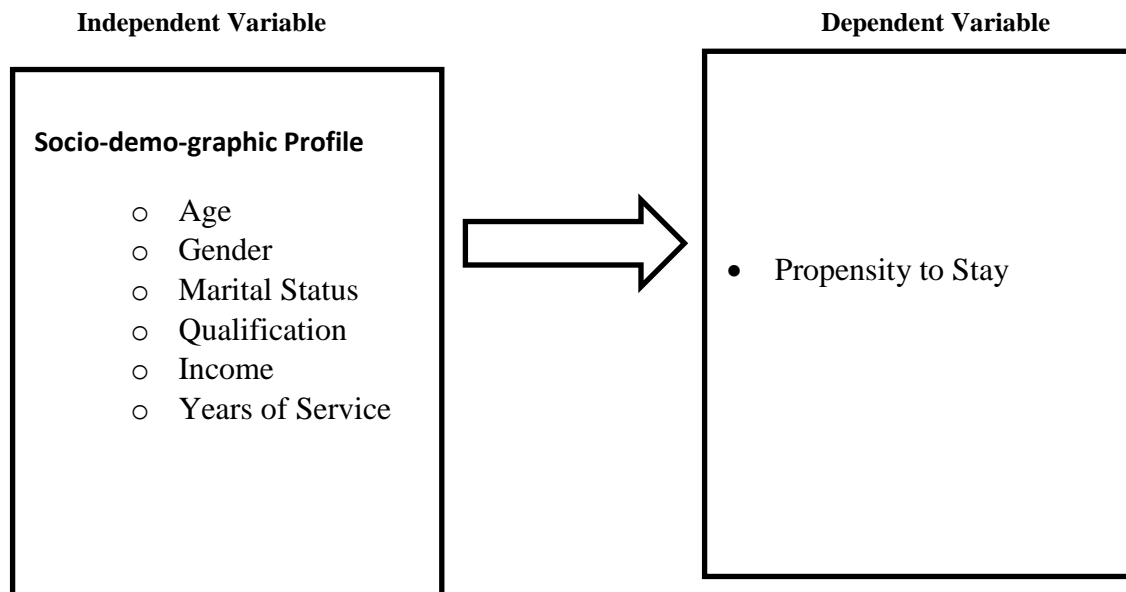 Independent Variable
Dependent Variable
Socio-demo-graphic Profile
o Age
o Gender
o Marital Status
o Qualification
o Income
o Years of Service
• Propensity to Stay